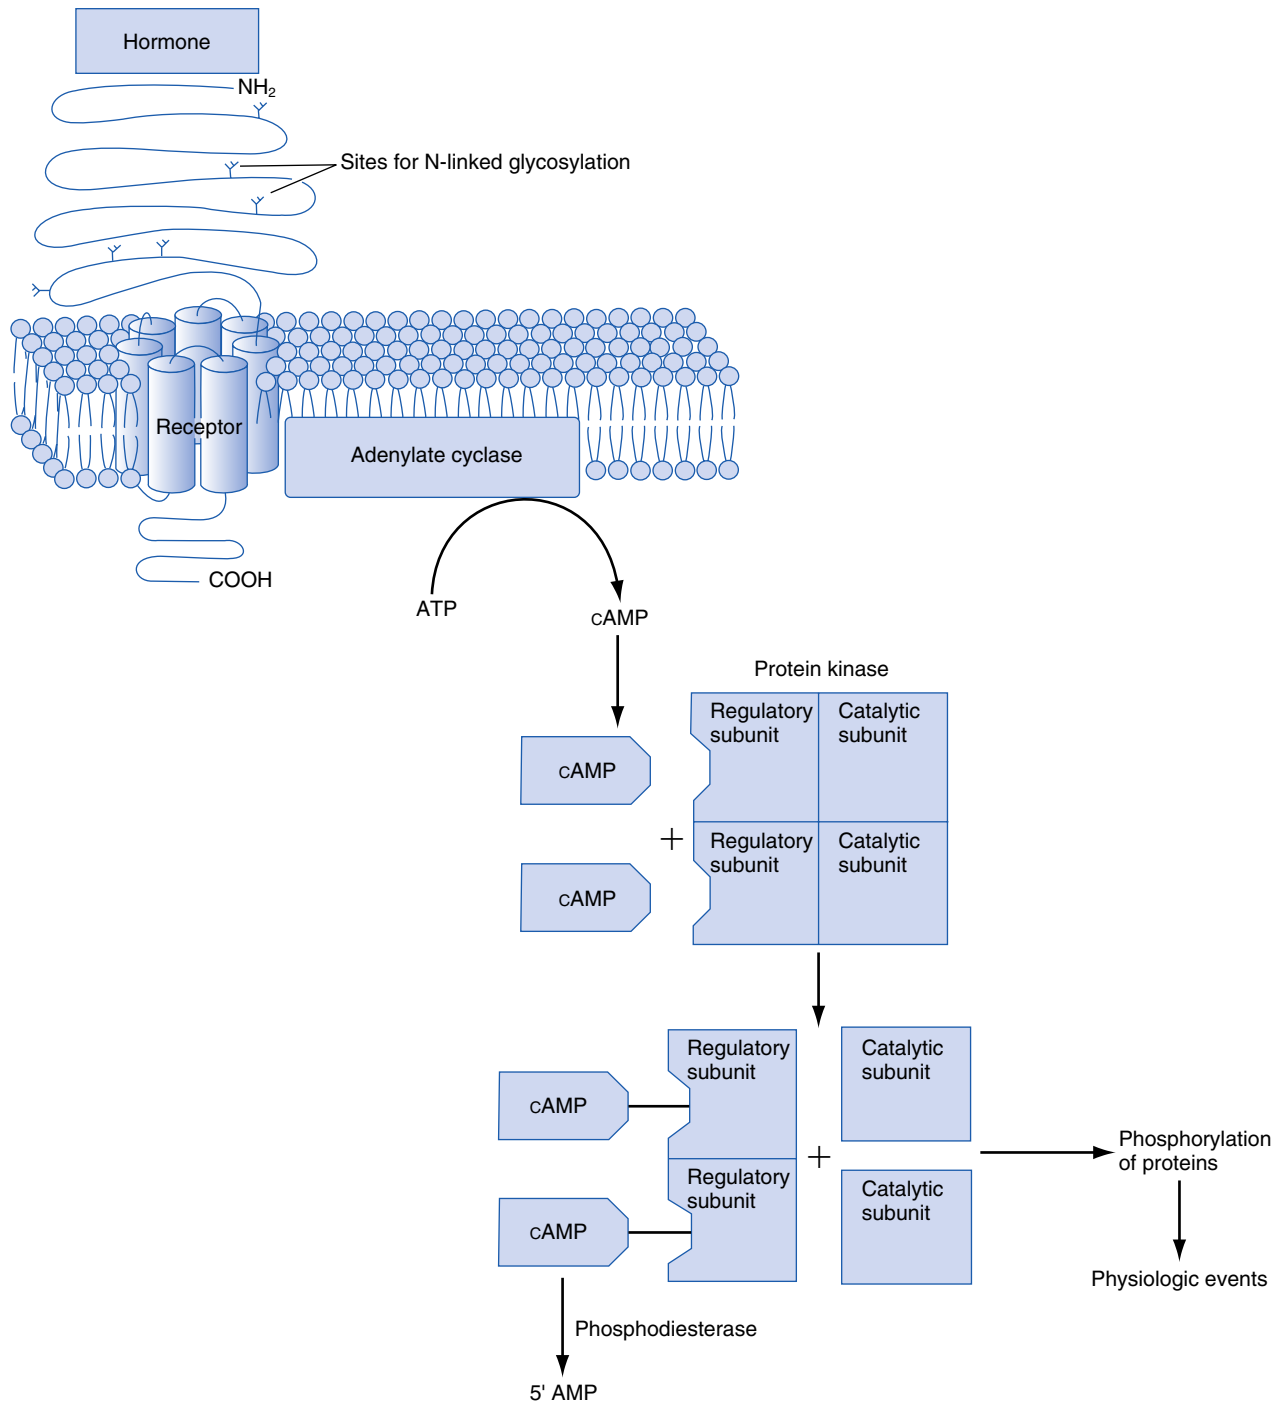 Hormone
NH₂
Sites for N-linked glycosylation
Receptor
Adenylate cyclase
COOH
ATP
cAMP
Protein kinase
Regulatory
subunit
Catalytic
subunit
cAMP
+
Regulatory
subunit
Catalytic
subunit
cAMP
Regulatory
subunit
Catalytic
subunit
cAMP
+
Regulatory
subunit
Catalytic
subunit
cAMP
Phosphorylation
of proteins
Physiologic events
Phosphodiesterase
5' AMP